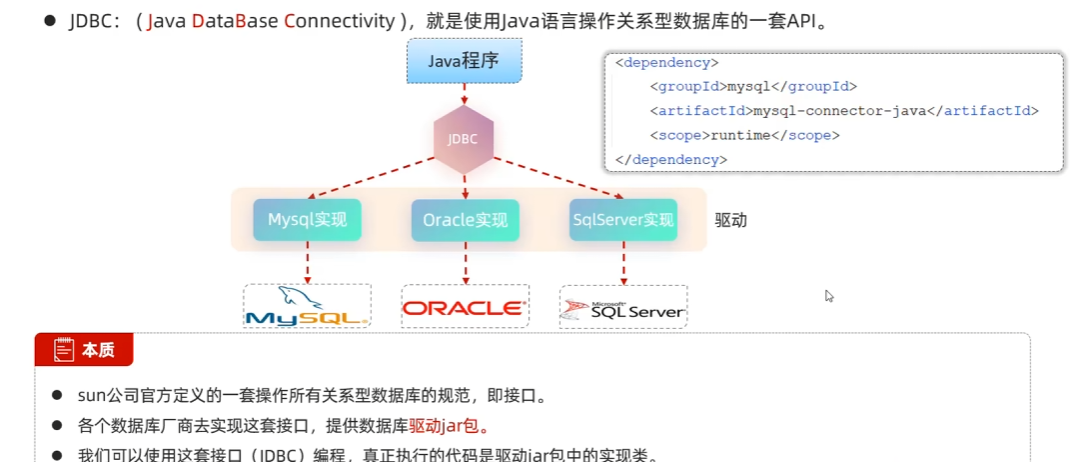 ● JDBC：（Java DataBase Connectivity），就是使用Java语言操作关系型数据库的一套API。
Java程序
<dependency>
<groupId>mysql</groupId>
<artifactId>mysql-connector-java</artifactId>
<scope>runtime</scope>
</dependency>
JDBC
Mysql实现
Oracle实现
SqlServer实现
驱动
MySQL®
ORACLE®
Microsoft®
SQL Server
本质
● sun公司官方定义的一套操作所有关系型数据库的规范，即接口。
● 各个数据库厂商去实现这套接口，提供数据库驱动jar包。
● 我们可以使用这套接口（JDBC）编程，真正执行的代码是驱动jar包中的实现类。